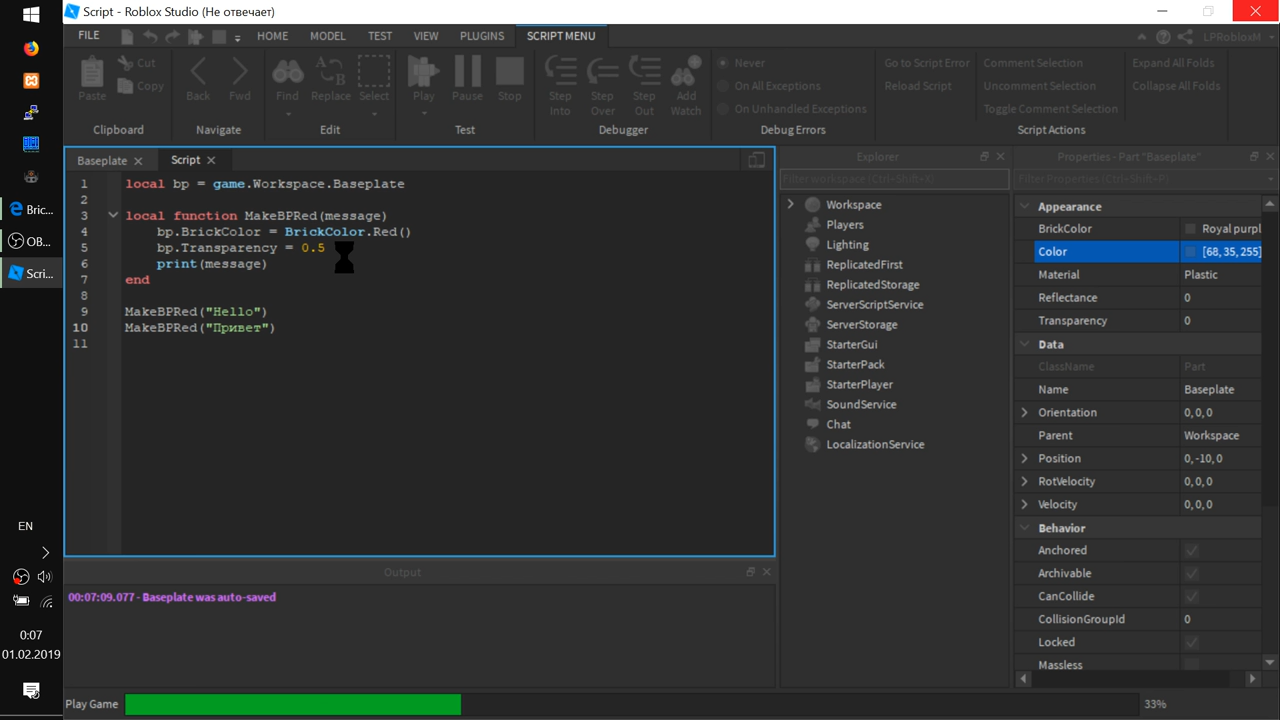 Script - Roblox Studio (Не отвечает)
FILE HOME MODEL TEST VIEW PLUGINS SCRIPT MENU LPRobloxM
Paste Cut Copy
Back Fwd
Find Replace Select
Play Pause Stop
Step Into Step Over Step Out Add Watch
Never
On All Exceptions
On Unhandled Exceptions
Go to Script Error
Reload Script
Comment Selection
Uncomment Selection
Toggle Comment Selection
Expand All Folds
Collapse All Folds
Clipboard Navigate Edit Test Debugger Debug Errors Script Actions
Baseplate Script
1 local bp = game.Workspace.Baseplate
2
3 local function MakeBPRed(message)
4 bp.BrickColor = BrickColor.Red()
5 bp.Transparency = 0.5
6 print(message)
7 end
8
9 MakeBPRed("Hello")
10 MakeBPRed("Привет")
11
Output
00:07:09.077 - Baseplate was auto-saved
Play Game 33%
Explorer
Filter workspace (Ctrl+Shift+X)
Workspace
Players
Lighting
ReplicatedFirst
ReplicatedStorage
ServerScriptService
ServerStorage
StarterGui
StarterPack
StarterPlayer
SoundService
Chat
LocalizationService
Properties - Part "Baseplate"
Filter Properties (Ctrl+Shift+P)
Appearance
BrickColor Royal purpl
Color [68, 35, 255]
Material Plastic
Reflectance 0
Transparency 0
Data
ClassName Part
Name Baseplate
Orientation 0, 0, 0
Parent Workspace
Position 0, -10, 0
RotVelocity 0, 0, 0
Velocity 0, 0, 0
Behavior
Anchored
Archivable
CanCollide
CollisionGroupId 0
Locked
Massless
Bric...
OB...
Scri...
EN
0:07
01.02.2019